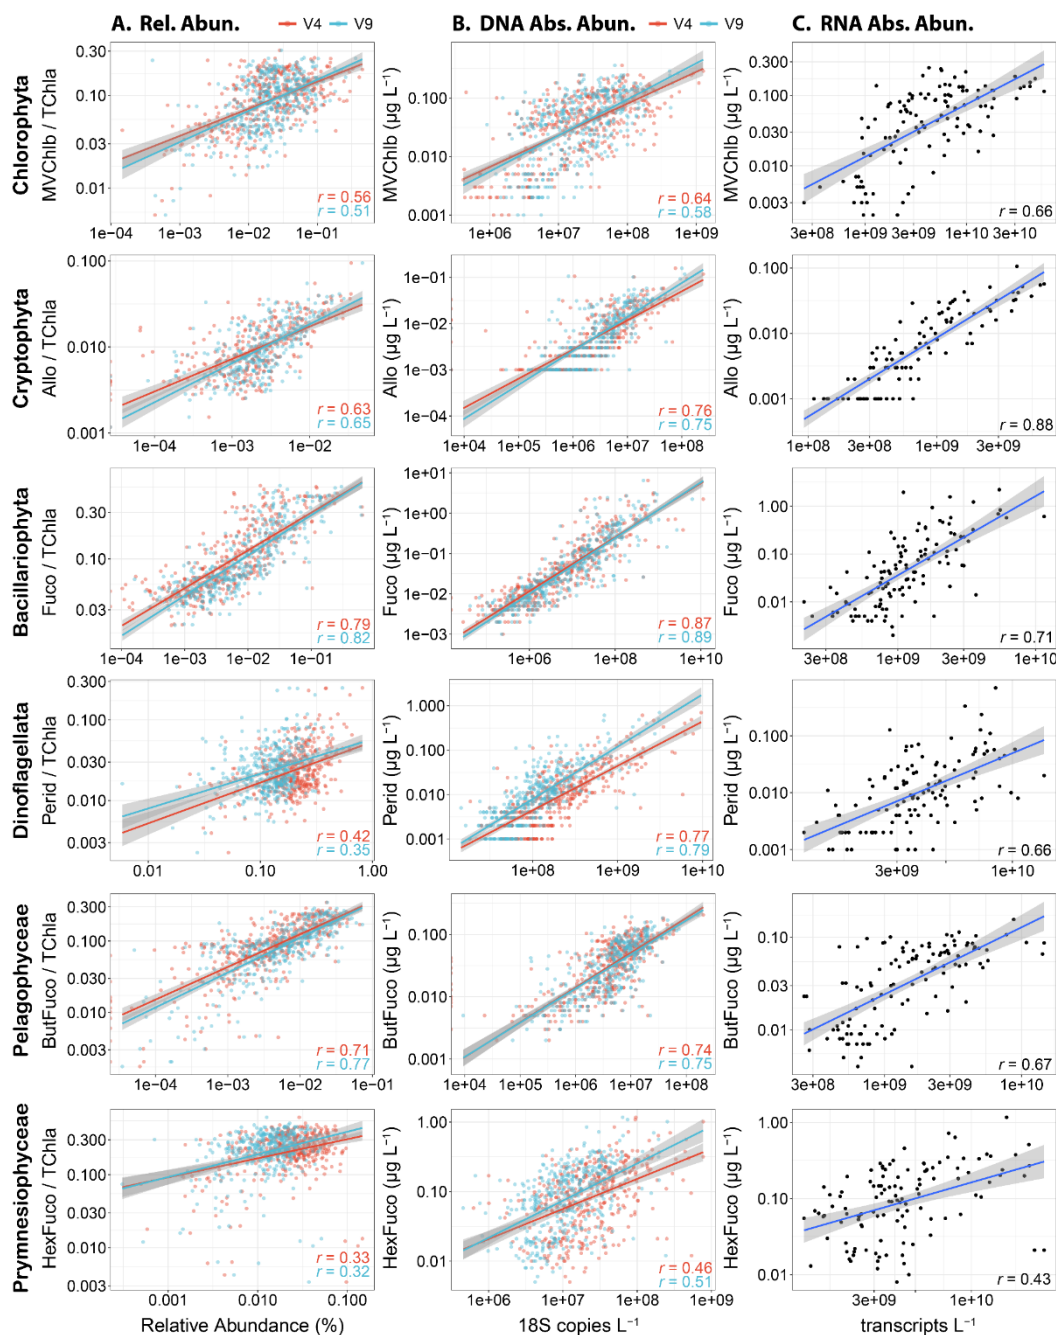 A. Rel. Abun. V4 V9 B. DNA Abs. Abun. V4 V9 C. RNA Abs. Abun.
Chlorophyta
MVChlb / TChla
0.30
0.10
0.03
0.01
1e−04 1e−03 1e−02 1e−01
r = 0.56
r = 0.51
MVChlb (µg L⁻¹)
0.100
0.010
0.001
1e+06 1e+07 1e+08 1e+09
r = 0.64
r = 0.58
MVChlb (µg L⁻¹)
0.300
0.100
0.030
0.010
0.003
3e+08 1e+09 3e+09 1e+10 3e+10
r = 0.66
Cryptophyta
Allo / TChla
0.100
0.010
0.001
1e−04 1e−03 1e−02
r = 0.63
r = 0.65
Allo (µg L⁻¹)
1e−01
1e−02
1e−03
1e−04
1e+04 1e+05 1e+06 1e+07 1e+08
r = 0.76
r = 0.75
Allo (µg L⁻¹)
0.100
0.010
0.001
1e+08 3e+08 1e+09 3e+09
r = 0.88
Bacillariophyta
Fuco / TChla
0.30
0.10
0.03
1e−04 1e−03 1e−02 1e−01
r = 0.79
r = 0.82
Fuco (µg L⁻¹)
1e+01
1e+00
1e−01
1e−02
1e−03
1e+06 1e+08 1e+10
r = 0.87
r = 0.89
Fuco (µg L⁻¹)
1.00
0.10
0.01
3e+08 1e+09 3e+09 1e+10
r = 0.71
Dinoflagellata
Perid / TChla
0.300
0.100
0.030
0.010
0.003
0.01 0.10 1.00
r = 0.42
r = 0.35
Perid (µg L⁻¹)
1.000
0.100
0.010
0.001
1e+08 1e+09 1e+10
r = 0.77
r = 0.79
Perid (µg L⁻¹)
0.100
0.010
0.001
3e+09 1e+10
r = 0.66
Pelagophyceae
ButFuco / TChla
0.300
0.100
0.030
0.010
0.003
1e−04 1e−03 1e−02 1e−01
r = 0.71
r = 0.77
ButFuco (µg L⁻¹)
0.100
0.010
0.001
1e+04 1e+05 1e+06 1e+07 1e+08
r = 0.74
r = 0.75
ButFuco (µg L⁻¹)
0.10
0.03
0.01
3e+08 1e+09 3e+09 1e+10
r = 0.67
Prymnesiophyceae
HexFuco / TChla
0.300
0.100
0.030
0.010
0.003
0.001 0.010 0.100
r = 0.33
r = 0.32
Relative Abundance (%)
HexFuco (µg L⁻¹)
1.00
0.10
0.01
1e+06 1e+07 1e+08 1e+09
r = 0.46
r = 0.51
18S copies L⁻¹
HexFuco (µg L⁻¹)
1.00
0.10
0.01
3e+09 1e+10
r = 0.43
transcripts L⁻¹